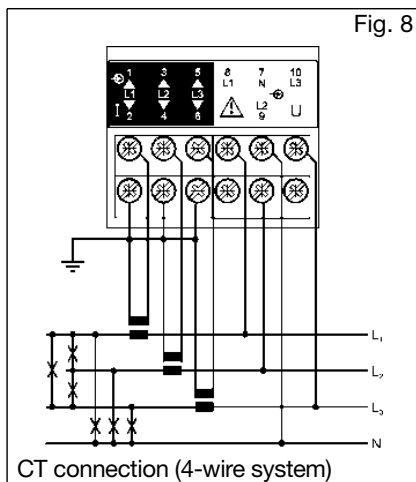 Fig. 8
1 3 5 8 7 10
L1 N L3
L1 L2 L3
I L2 U
2 4 6 9
L1
L2
L3
N
CT connection (4-wire system)